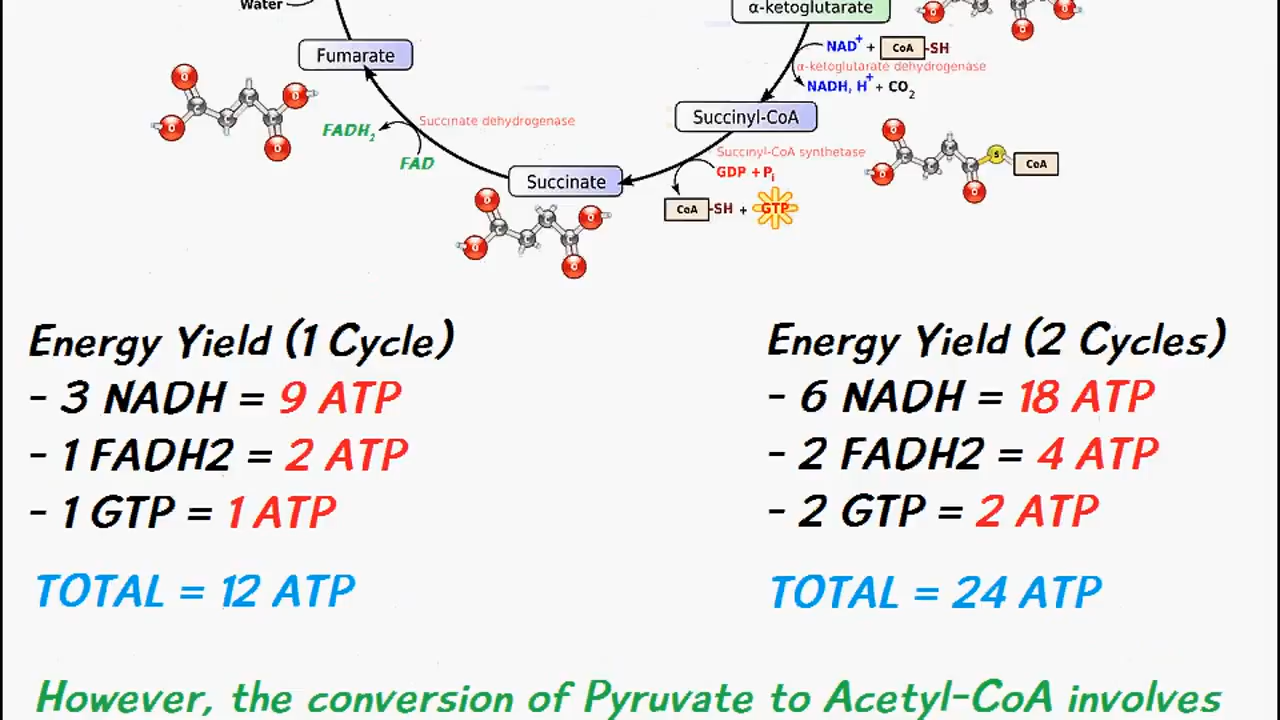 Water
α-ketoglutarate
Fumarate
NAD+ + CoA-SH
α-ketoglutarate dehydrogenase
NADH, H+ + CO2
Succinyl-CoA
Succinate dehydrogenase
FADH2
FAD
Succinyl-CoA synthetase
GDP + Pi
S CoA
Succinate
CoA-SH + GTP
O O O O
O O O
O O O O
O O
Energy Yield (1 Cycle)
- 3 NADH = 9 ATP
- 1 FADH2 = 2 ATP
- 1 GTP = 1 ATP
TOTAL = 12 ATP
Energy Yield (2 Cycles)
- 6 NADH = 18 ATP
- 2 FADH2 = 4 ATP
- 2 GTP = 2 ATP
TOTAL = 24 ATP
However, the conversion of Pyruvate to Acetyl-CoA involves